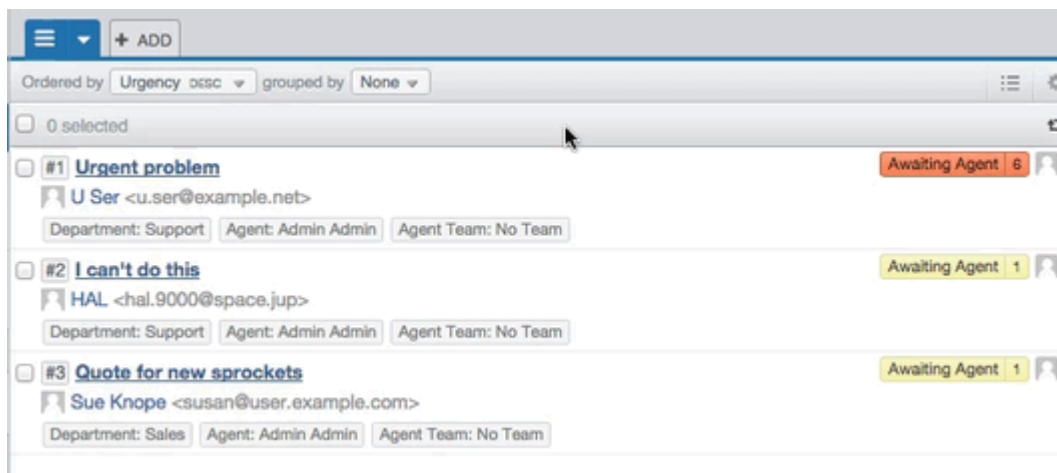 + ADD
Ordered by Urgency DESC grouped by None
0 selected
#1 Urgent problem Awaiting Agent 6
U Ser <u.ser@example.net>
Department: Support Agent: Admin Admin Agent Team: No Team
#2 I can't do this Awaiting Agent 1
HAL <hal.9000@space.jup>
Department: Support Agent: Admin Admin Agent Team: No Team
#3 Quote for new sprockets Awaiting Agent 1
Sue Knope <susan@user.example.com>
Department: Sales Agent: Admin Admin Agent Team: No Team